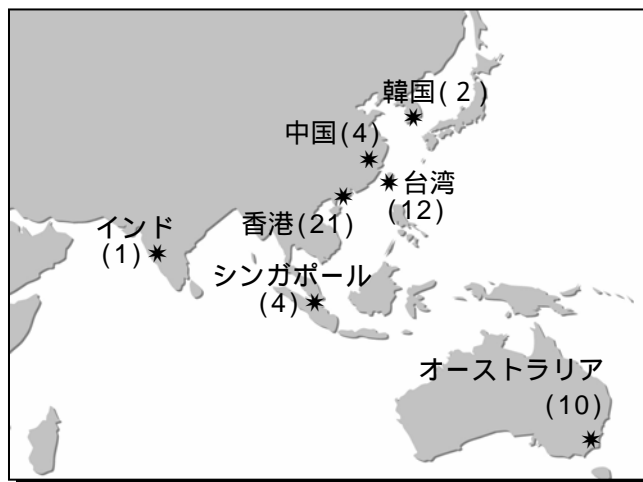 韓国(2)
中国(4)
台湾
(12)
インド
(1)
香港(21)
シンガポール
(4)
オーストラリア
(10)